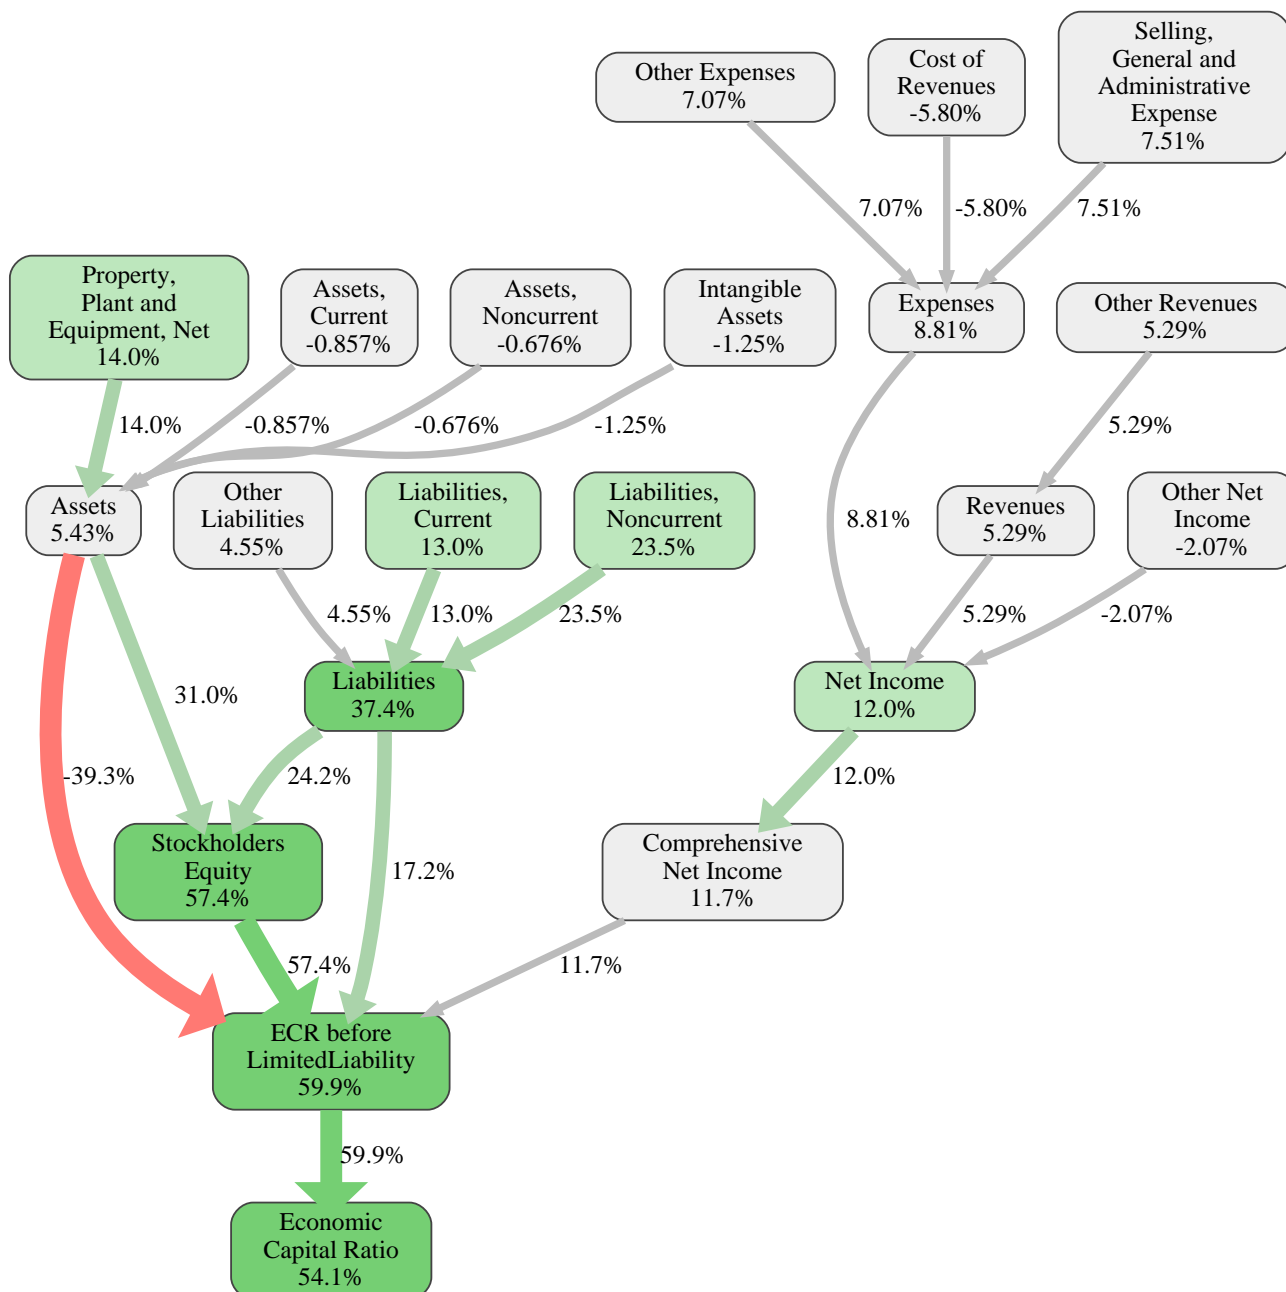 Selling,
General and
Administrative
Expense
7.51%
Cost of
Revenues
-5.80%
Other Expenses
7.07%
7.07%
-5.80%
7.51%
Property,
Plant and
Equipment, Net
14.0%
Assets,
Current
-0.857%
Assets,
Noncurrent
-0.676%
Intangible
Assets
-1.25%
Expenses
8.81%
Other Revenues
5.29%
14.0%
-0.857%
-0.676%
-1.25%
5.29%
Assets
5.43%
Other
Liabilities
4.55%
Liabilities,
Current
13.0%
Liabilities,
Noncurrent
23.5%
8.81%
Revenues
5.29%
Other Net
Income
-2.07%
4.55%
13.0%
23.5%
5.29%
-2.07%
31.0%
Liabilities
37.4%
Net Income
12.0%
-39.3%
24.2%
12.0%
Stockholders
Equity
57.4%
17.2%
Comprehensive
Net Income
11.7%
57.4%
11.7%
ECR before
LimitedLiability
59.9%
59.9%
Economic
Capital Ratio
54.1%